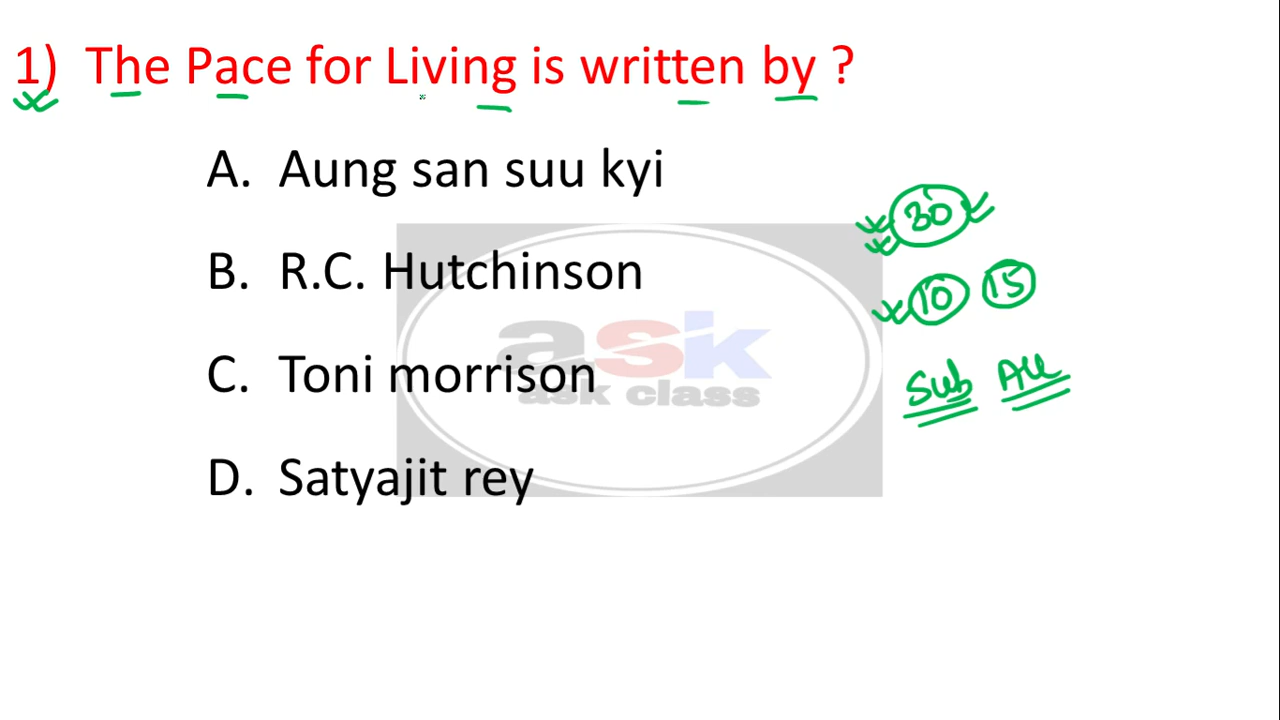 1) The Pace for Living is written by ?
A. Aung san suu kyi
30
B. R.C. Hutchinson
10 15
ask
C. Toni morrison
Sub All
ask class
D. Satyajit rey